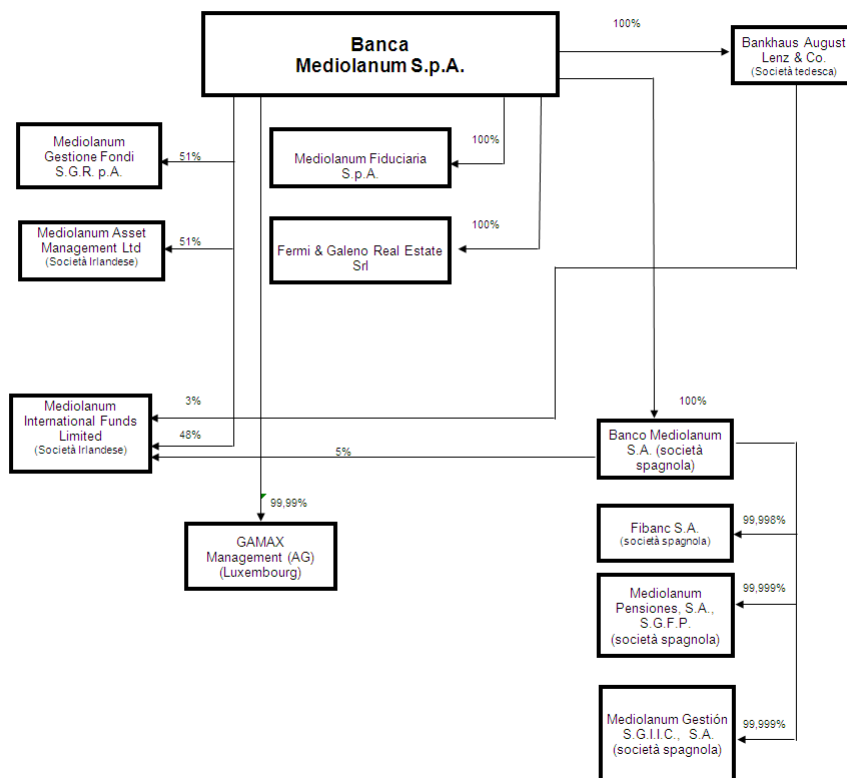 Banca
Mediolanum S.p.A.
100%
Bankhaus August
Lenz & Co.
(Società tedesca)
Mediolanum
Gestione Fondi
S.G.R. p.A.
51%
Mediolanum Fiduciaria
S.p.A.
100%
Mediolanum Asset
Management Ltd
(Società Irlandese)
51%
Fermi & Galeno Real Estate
Srl
100%
Mediolanum
International Funds
Limited
(Società Irlandese)
3%
48%
5%
100%
Banco Mediolanum
S.A. (società
spagnola)
99,99%
GAMAX
Management (AG)
(Luxembourg)
Fibanc S.A.
(società spagnola)
99,998%
Mediolanum
Pensiones, S.A.,
S.G.F.P.
(società spagnola)
99,999%
Mediolanum Gestión
S.G.I.I.C., S.A.
(società spagnola)
99,999%